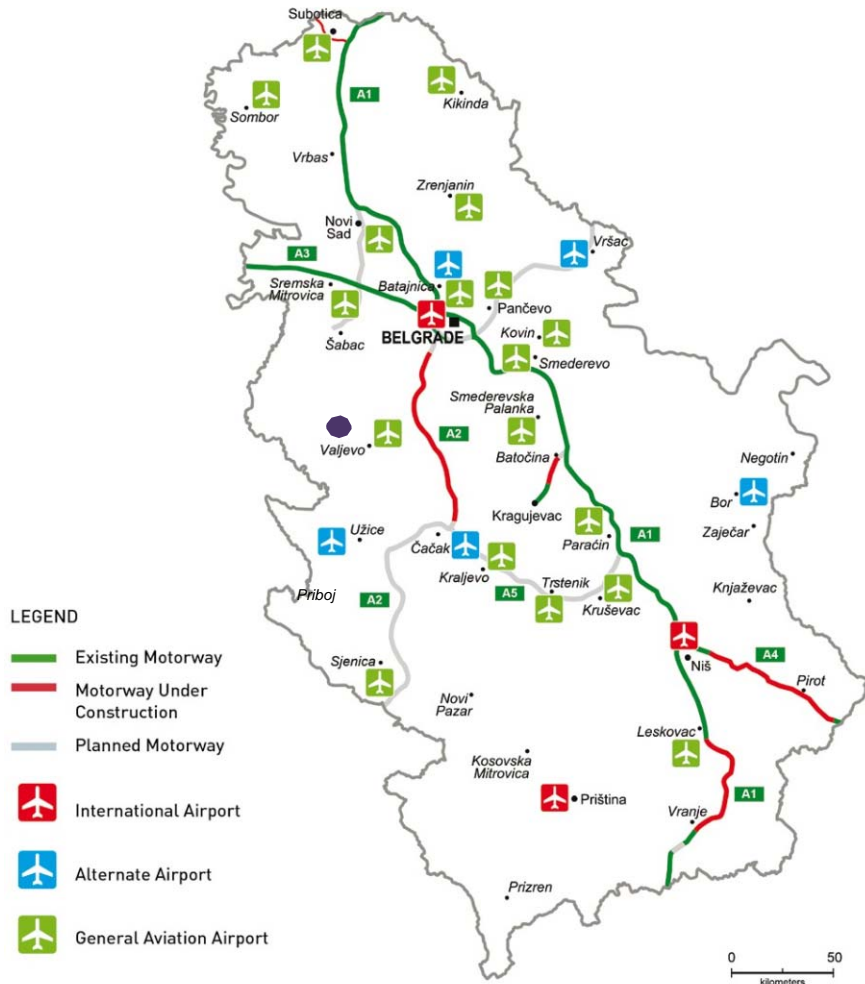 Subotica
A1
Kikinda
Sombor
Vrbas
Zrenjanin
Novi
Sad
Vršac
A3
Batajnica
Sremska
Mitrovica
Pančevo
BELGRADE
Kovin
Šabac
Smederevo
Smederevska
Palanka
A2
Valjevo
Batočina
Negotin
Bor
Kragujevac
Užice
Čačak
Paraćin
A1
Zaječar
Kraljevo
Trstenik
Priboj
A2
A5
Kruševac
Knjaževac
Niš
A4
Sjenica
Pirot
Novi
Pazar
Leskovac
Kosovska
Mitrovica
Priština
A1
Vranje
Prizren
LEGEND
Existing Motorway
Motorway Under
Construction
Planned Motorway
International Airport
Alternate Airport
General Aviation Airport
0 50
kilometers